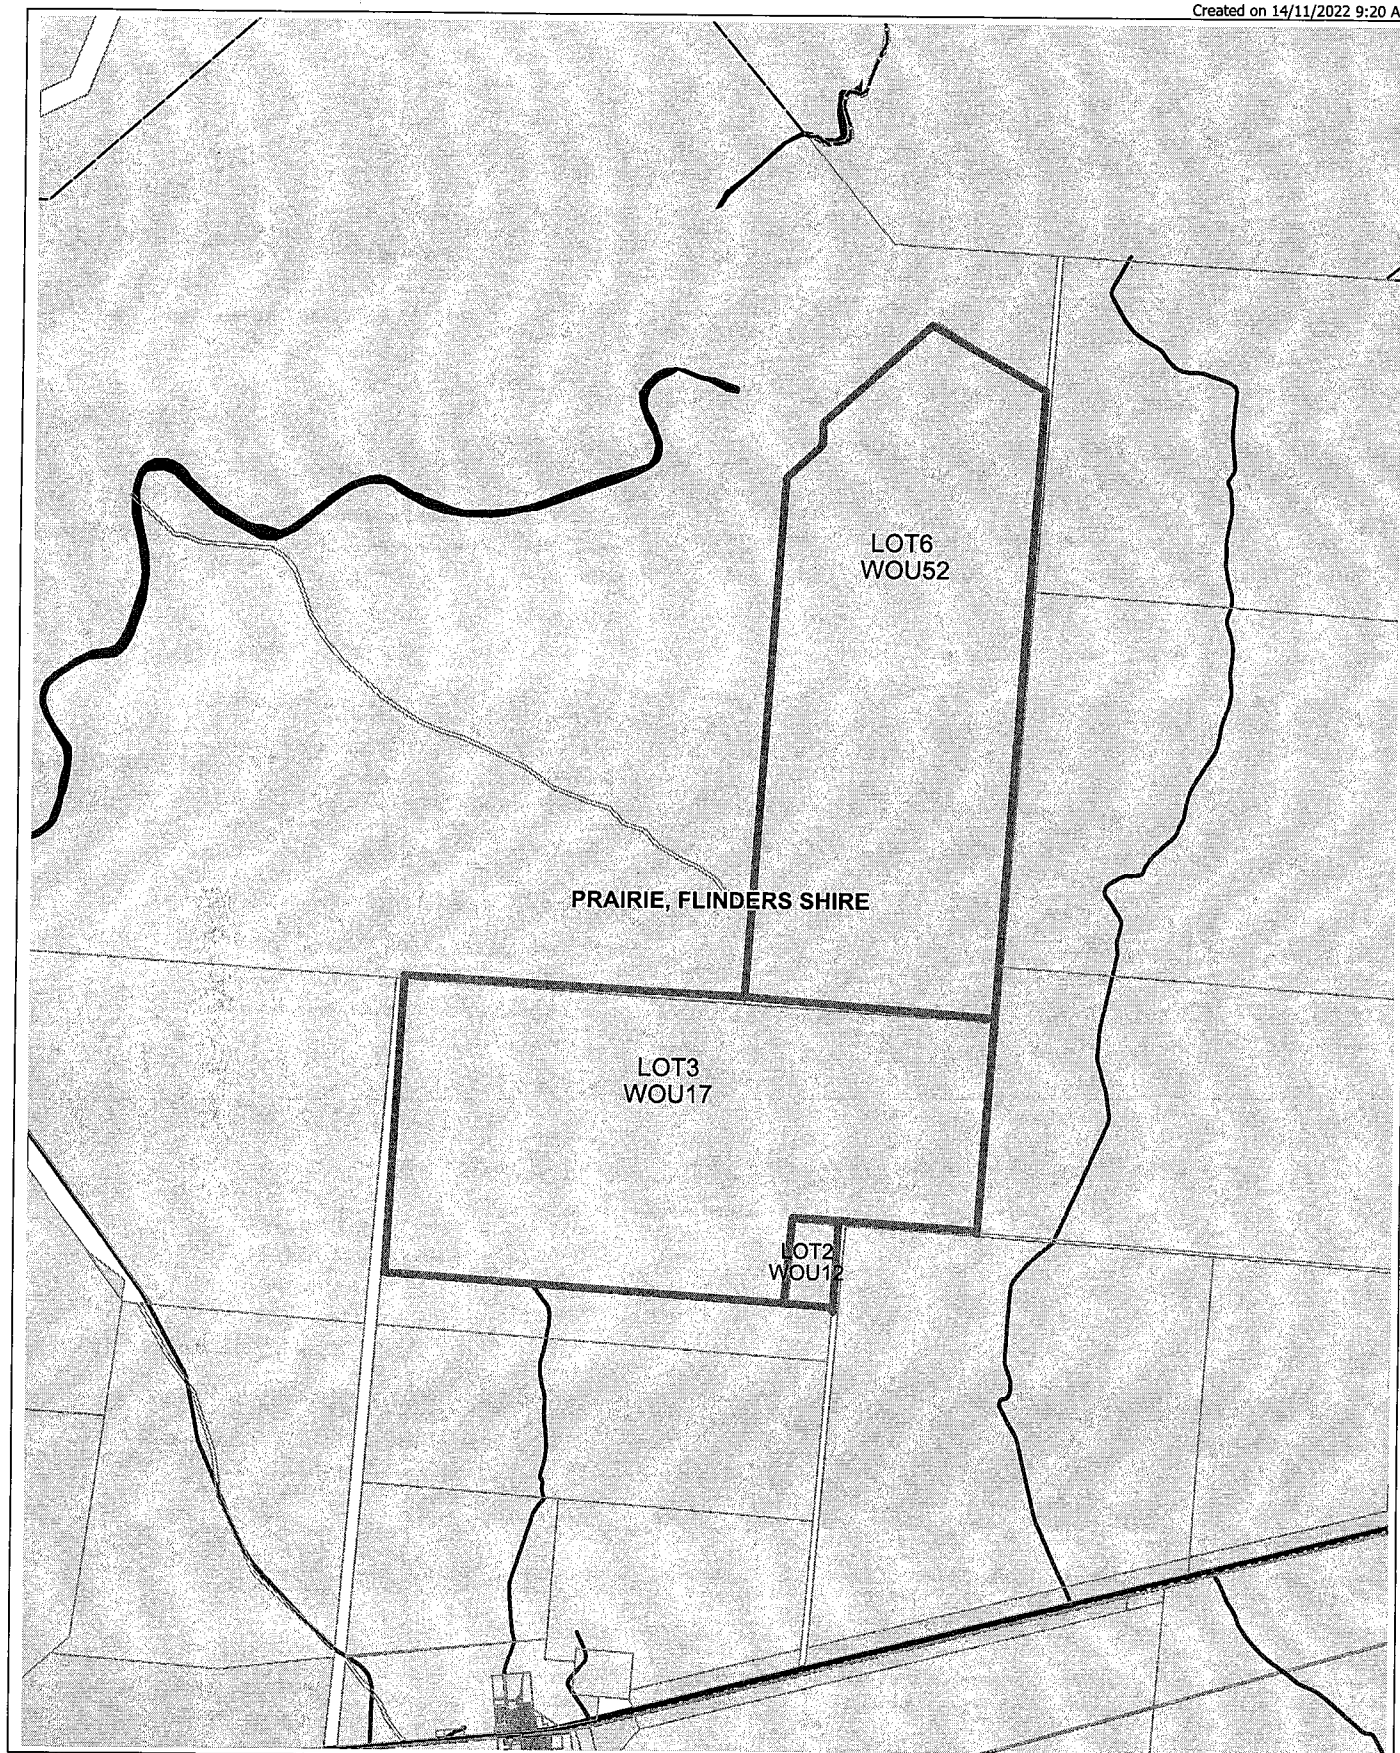 Created on 14/11/2022 9:20 A
LOT6
WOU52
PRAIRIE, FLINDERS SHIRE
LOT3
WOU17
LOT2
WOU12